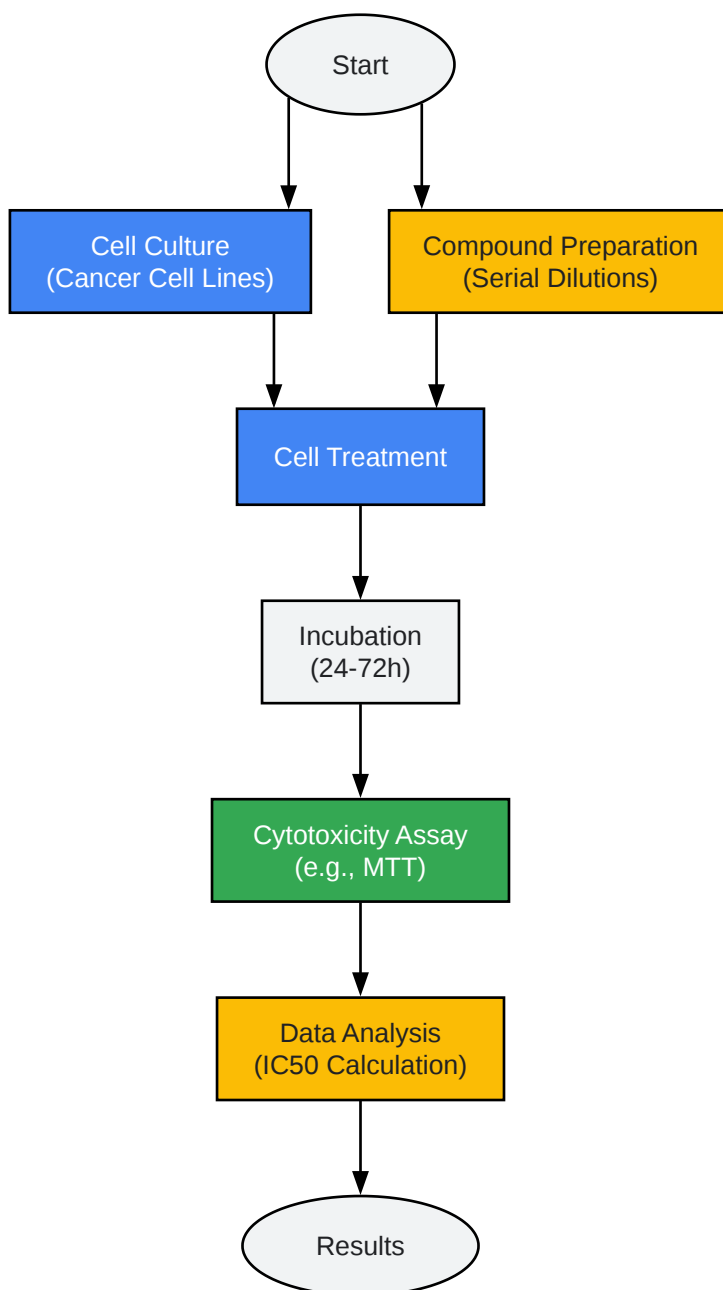 Start
Cell Culture
(Cancer Cell Lines)
Compound Preparation
(Serial Dilutions)
Cell Treatment
Incubation
(24-72h)
Cytotoxicity Assay
(e.g., MTT)
Data Analysis
(IC50 Calculation)
Results